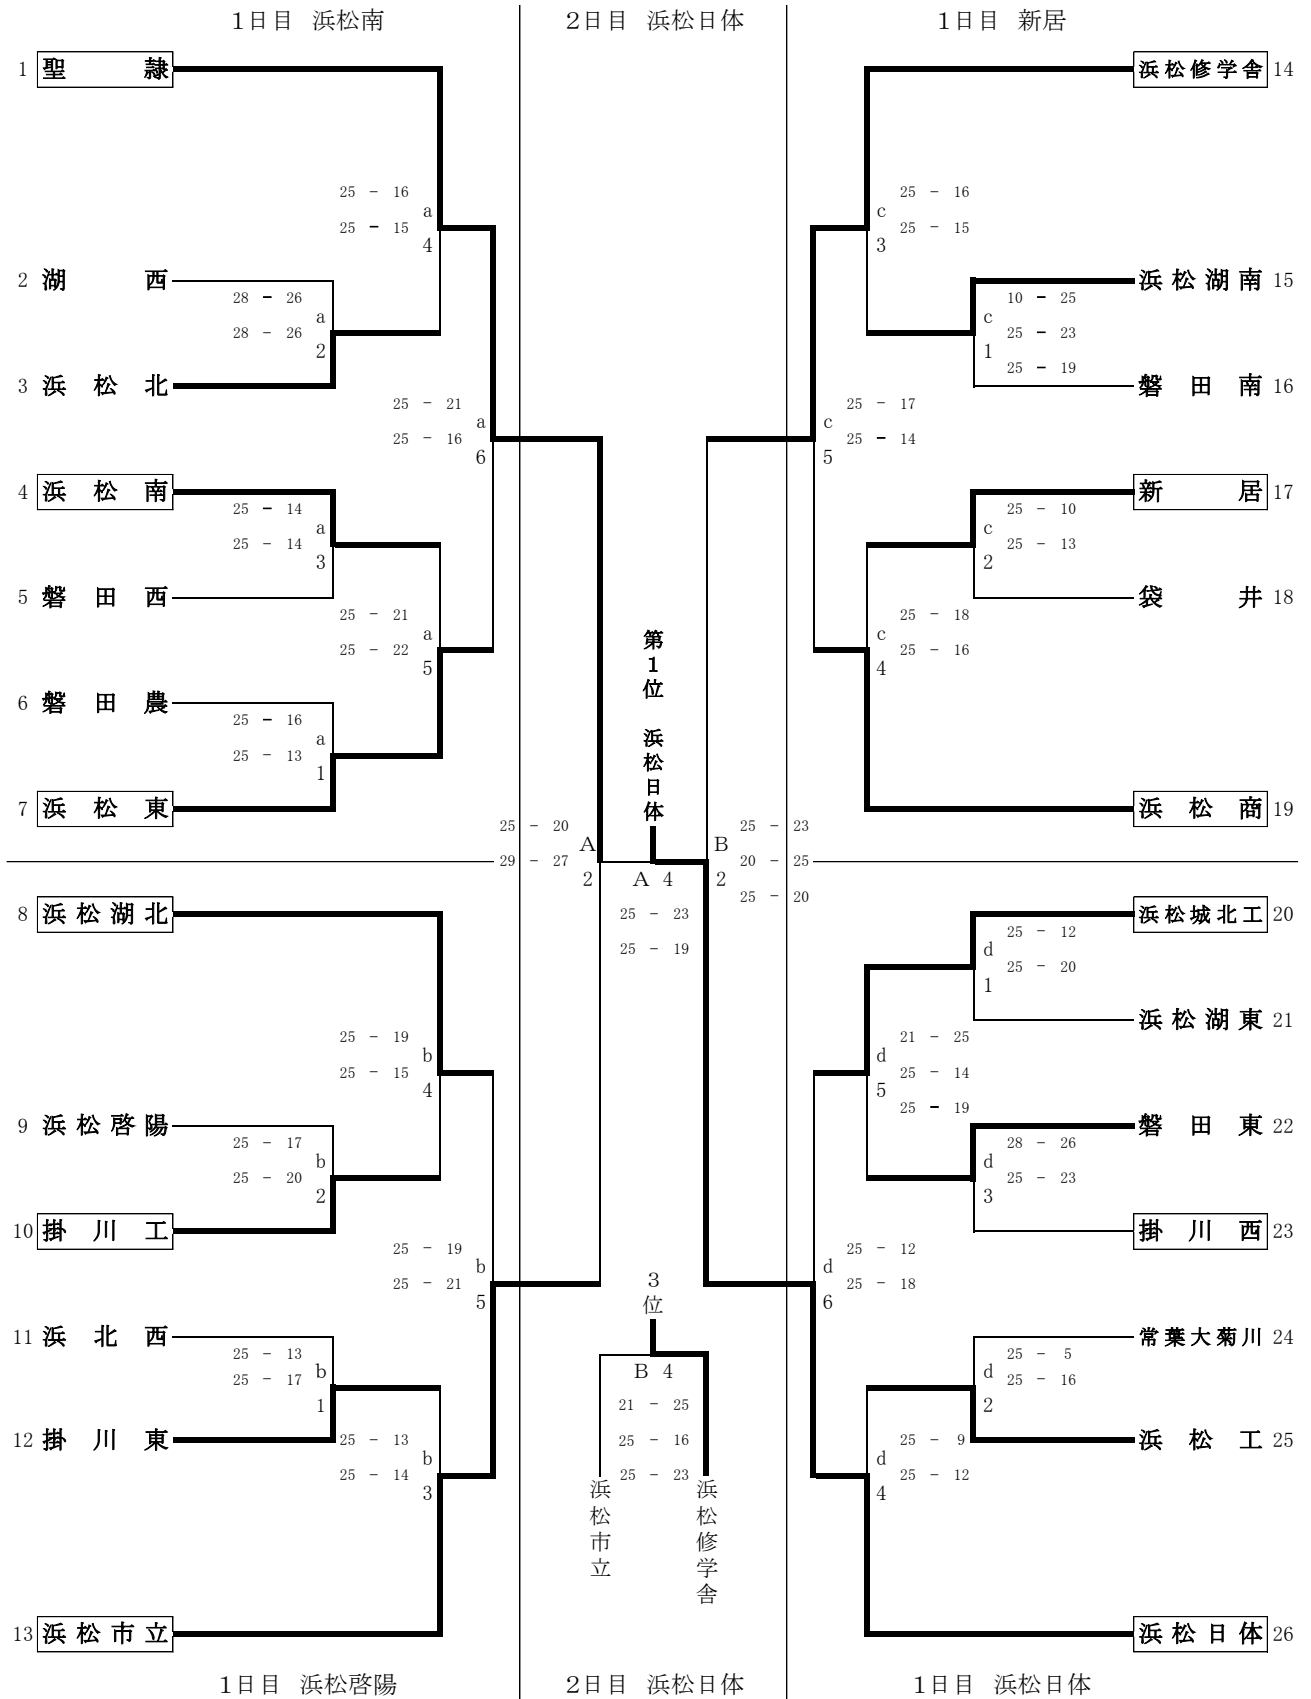 1日目 浜松南
2日目 浜松日体
1日目 新居
1 聖隷
浜松修学舎 14
25 - 16
a
25 - 15
4
25 - 16
c
25 - 15
3
2 湖西
浜松湖南 15
28 - 26
a
28 - 26
2
10 - 25
c
25 - 23
1
25 - 19
3 浜松北
磐田南 16
25 - 21
a
25 - 16
6
25 - 17
c
25 - 14
5
4 浜松南
新居 17
25 - 14
a
25 - 14
3
25 - 10
c
25 - 13
2
5 磐田西
袋井 18
25 - 21
a
25 - 22
5
25 - 18
c
25 - 16
4
第1位 浜松日体
6 磐田農
25 - 16
a
25 - 13
1
7 浜松東
浜松商 19
25 - 20
A
29 - 27
2
25 - 23
B
20 - 25
2
25 - 20
A 4
25 - 23
25 - 19
8 浜松湖北
浜松城北工 20
25 - 12
d
25 - 20
1
浜松湖東 21
25 - 19
b
25 - 15
4
21 - 25
d
25 - 14
5
25 - 19
9 浜松啓陽
磐田東 22
25 - 17
b
25 - 20
2
28 - 26
d
25 - 23
3
10 掛川工
掛川西 23
25 - 19
b
25 - 21
5
25 - 12
d
25 - 18
6
3位
11 浜北西
常葉大菊川 24
25 - 13
b
25 - 17
1
25 - 5
d
25 - 16
2
B 4
21 - 25
25 - 16
25 - 23
12 掛川東
浜松工 25
25 - 13
b
25 - 14
3
25 - 9
d
25 - 12
4
浜松市立
浜松修学舎
13 浜松市立
浜松日体 26
1日目 浜松啓陽
2日目 浜松日体
1日目 浜松日体